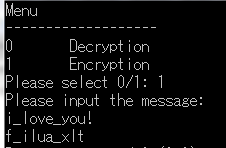 Menu
------------------
0 Decryption
1 Encryption
Please select 0/1: 1
Please input the message:
i_love_you!
f_ilua_xlt